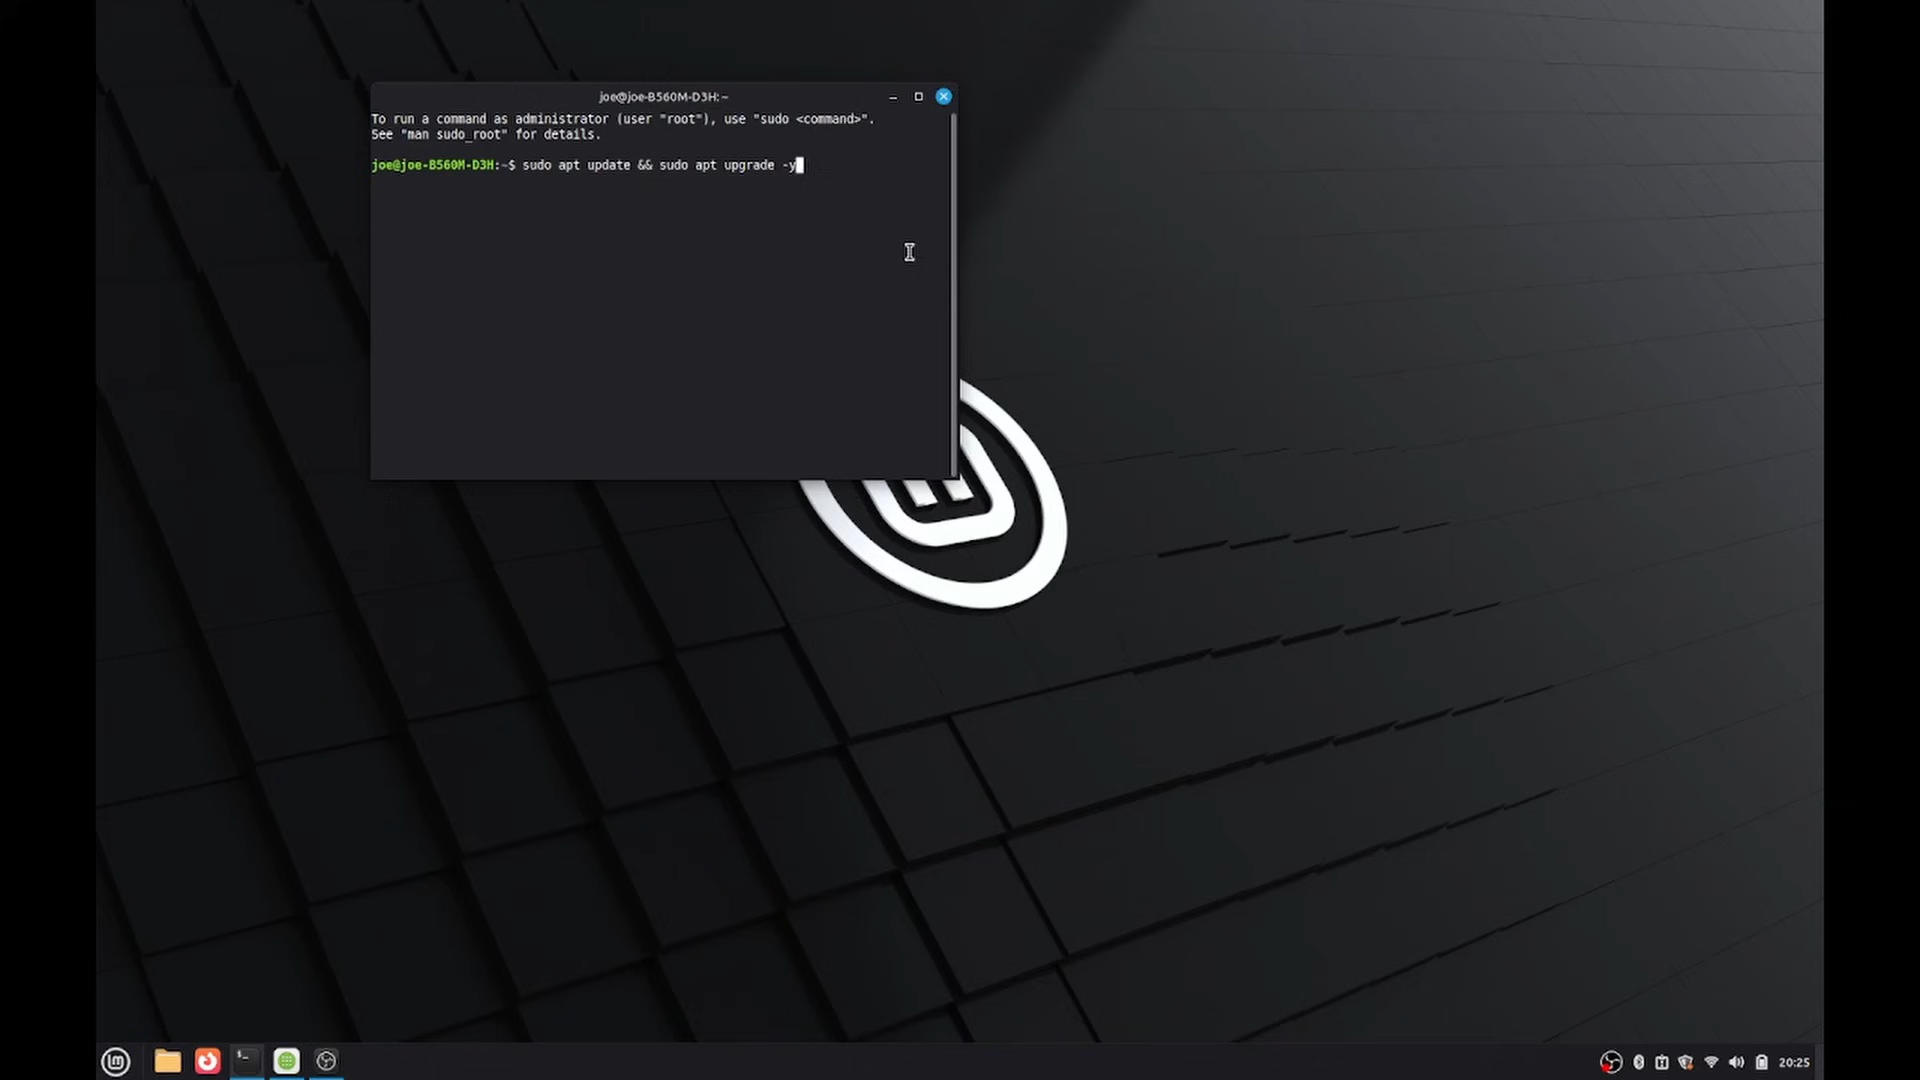 joe@joe-B560M-D3H: ~
To run a command as administrator (user "root"), use "sudo <command>".
See "man sudo_root" for details.
joe@joe-B560M-D3H:~$ sudo apt update && sudo apt upgrade -y
20:25